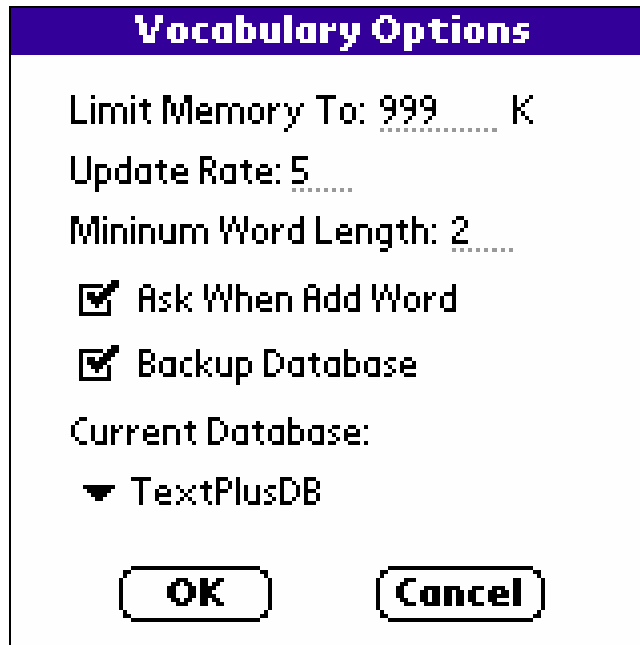 Vocabulary Options
Limit Memory To: 999 K
Update Rate: 5
Mininum Word Length: 2
Ask When Add Word
Backup Database
Current Database:
TextPlusDB
OK Cancel